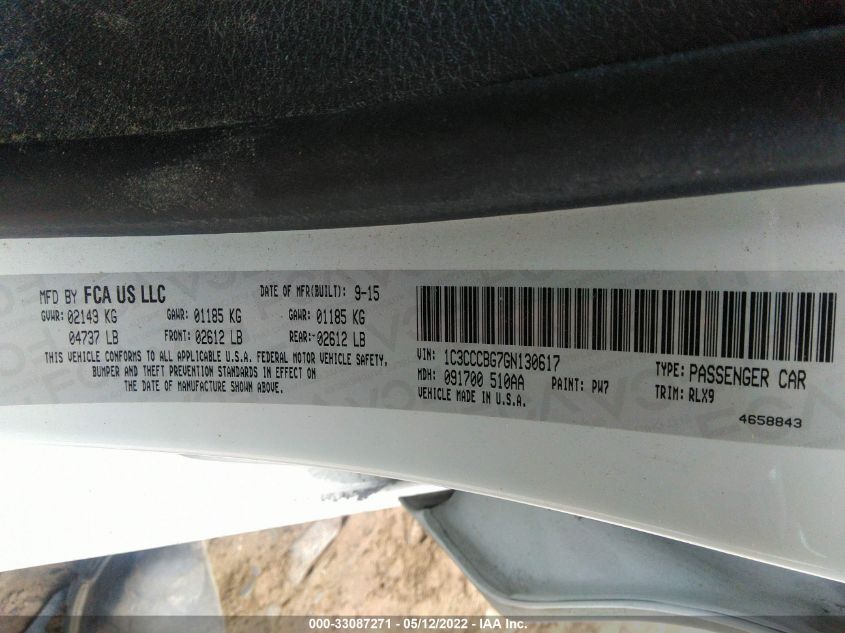 MFD BY FCA US LLC DATE OF MFR(BUILT): 9-15
GVWR: 02149 KG GAWR: 01185 KG GAWR: 01185 KG
04737 LB FRONT: 02612 LB REAR: 02612 LB
THIS VEHICLE CONFORMS TO ALL APPLICABLE U.S.A. FEDERAL MOTOR VEHICLE SAFETY,
BUMPER AND THEFT PREVENTION STANDARDS IN EFFECT ON
THE DATE OF MANUFACTURE SHOWN ABOVE.
VIN: 1C3CCCBG7GN130617 TYPE: PASSENGER CAR
MDH: 091700 510AA PAINT: PW7 TRIM: RLX9
VEHICLE MADE IN U.S.A.
4658843
000-33087271 - 05/12/2022 - IAA Inc.